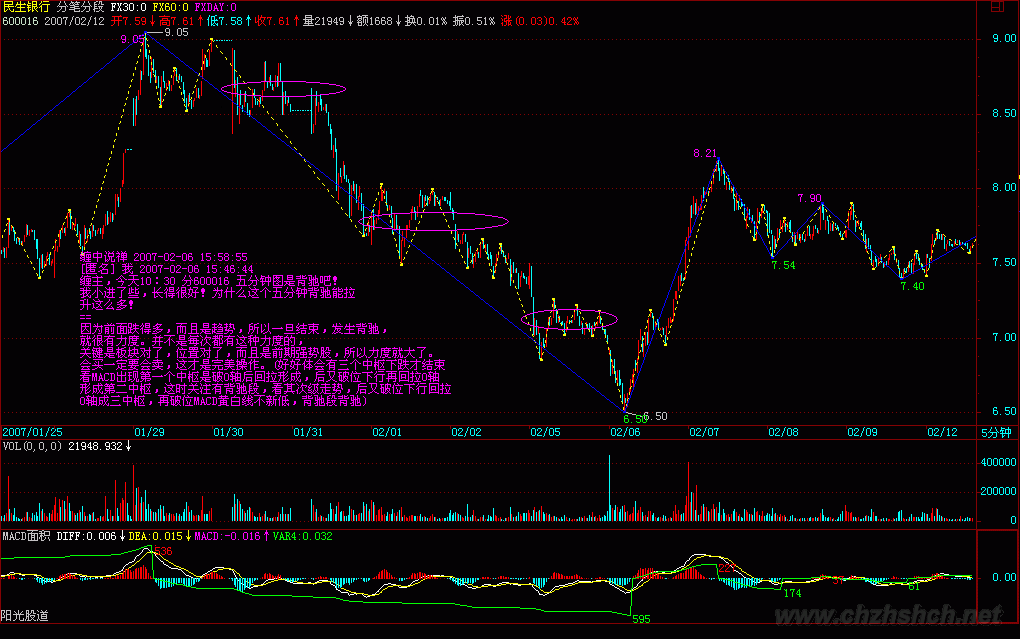 民生银行 分笔分段 FX30:0 FX60:0 FXDAY:0
600016 2007/02/12 开7.59↓高7.81↑低7.58↑收7.81↑量21949↓额1668↓换0.01% 振0.51% 涨(0.03)0.42%
9.05
9.05
9.00
8.50
8.21
8.00
7.90
7.54
7.50
7.40
7.00
6.50
6.50
6.50
缠中说禅 2007-02-06 15:58:55
[匿名] 我 2007-02-06 15:46:44
缠主，今天10：30 分600016 五分钟图是背驰吧！
我小进了些，长得很好！为什么这个五分钟背驰能拉
升这么多！
==
因为前面跌得多，而且是趋势，所以一旦结束，发生背驰，
就很有力度。并不是每次都有这种力度的，
关键是板块对了，位置对了，而且是前期强势股，所以力度就大了。
会买一定要会卖，这才是完美操作。（好好体会有三个中枢下跌才结束
看MACD出现第一个中枢是破0轴后回拉形成，后又破位下行再回拉0轴
形成第二中枢，这时关注有背驰段，看其次级走势，后又破位下行回拉
0轴成三中枢，再破位MACD黄白线不新低，背驰段背驰）
2007/01/25 01/29 01/30 01/31 02/01 02/02 02/05 02/06 02/07 02/08 02/09 02/12 5分钟
VOL(0,0,0) 21948.932↓
400000
200000
0
MACD面积 DIFF:0.006↓DEA:0.015↓MACD:-0.016↑VAR4:0.032
538
0.00
174
81
595
阳光股道
www.chzhshch.net